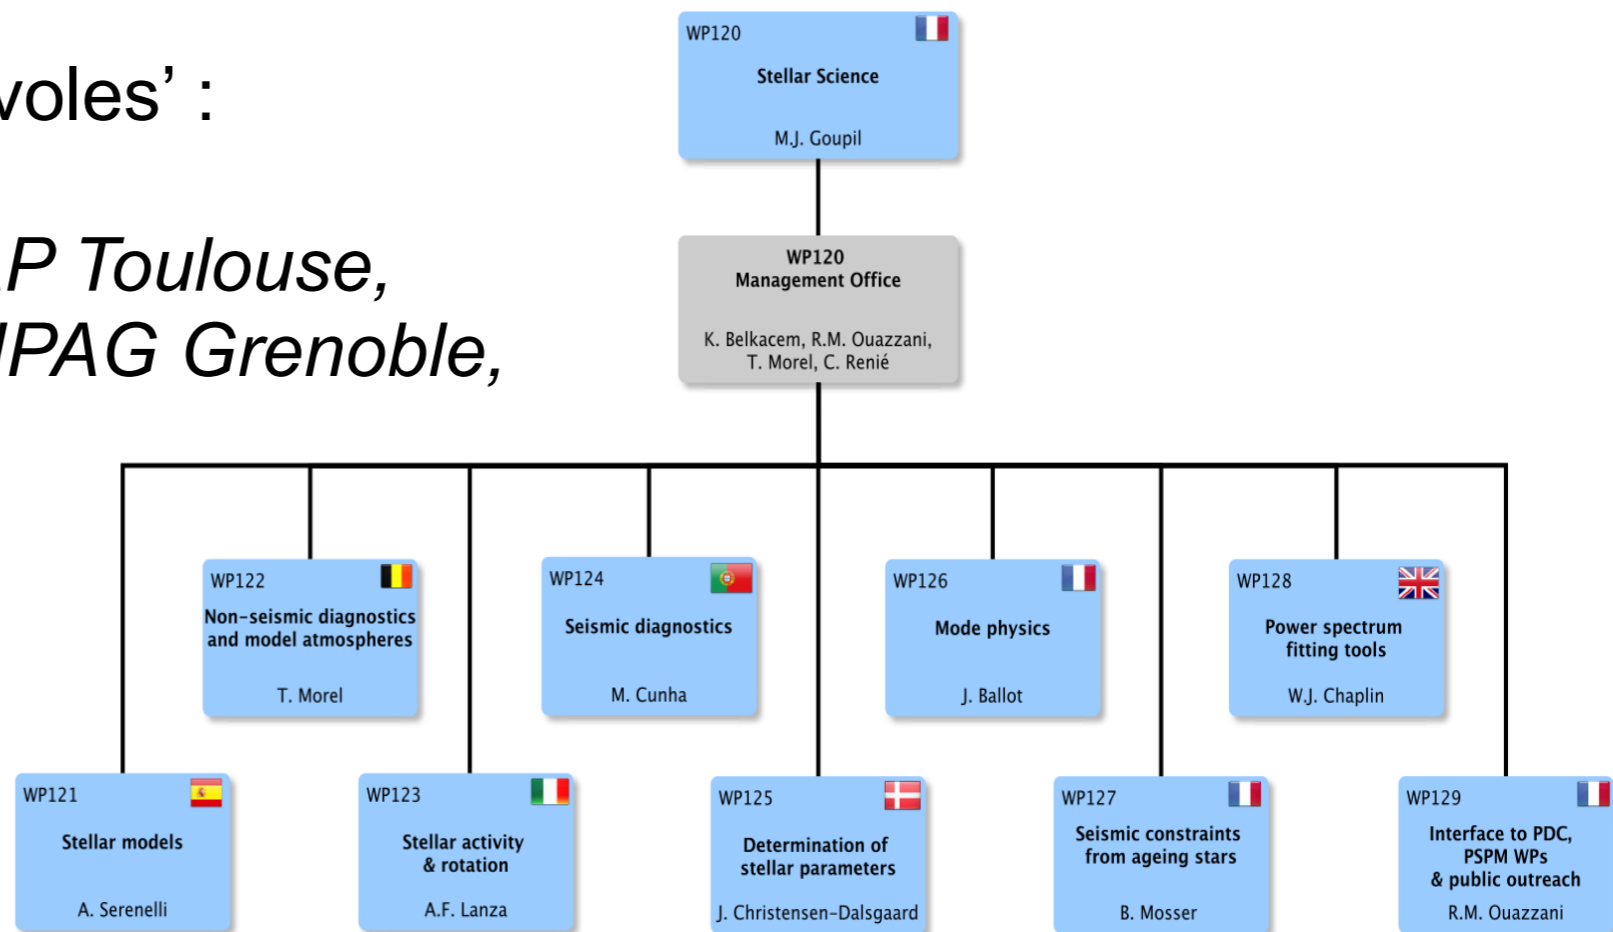 voles’ :
P Toulouse,
IPAG Grenoble,
WP120
Stellar Science
M.J. Goupil
WP120
Management Office
K. Belkacem, R.M. Ouazzani,
T. Morel, C. Renié
WP122
Non-seismic diagnostics
and model atmospheres
T. Morel
WP124
Seismic diagnostics
M. Cunha
WP126
Mode physics
J. Ballot
WP128
Power spectrum
fitting tools
W.J. Chaplin
WP121
Stellar models
A. Serenelli
WP123
Stellar activity
& rotation
A.F. Lanza
WP125
Determination of
stellar parameters
J. Christensen-Dalsgaard
WP127
Seismic constraints
from ageing stars
B. Mosser
WP129
Interface to PDC,
PSPM WPs
& public outreach
R.M. Ouazzani